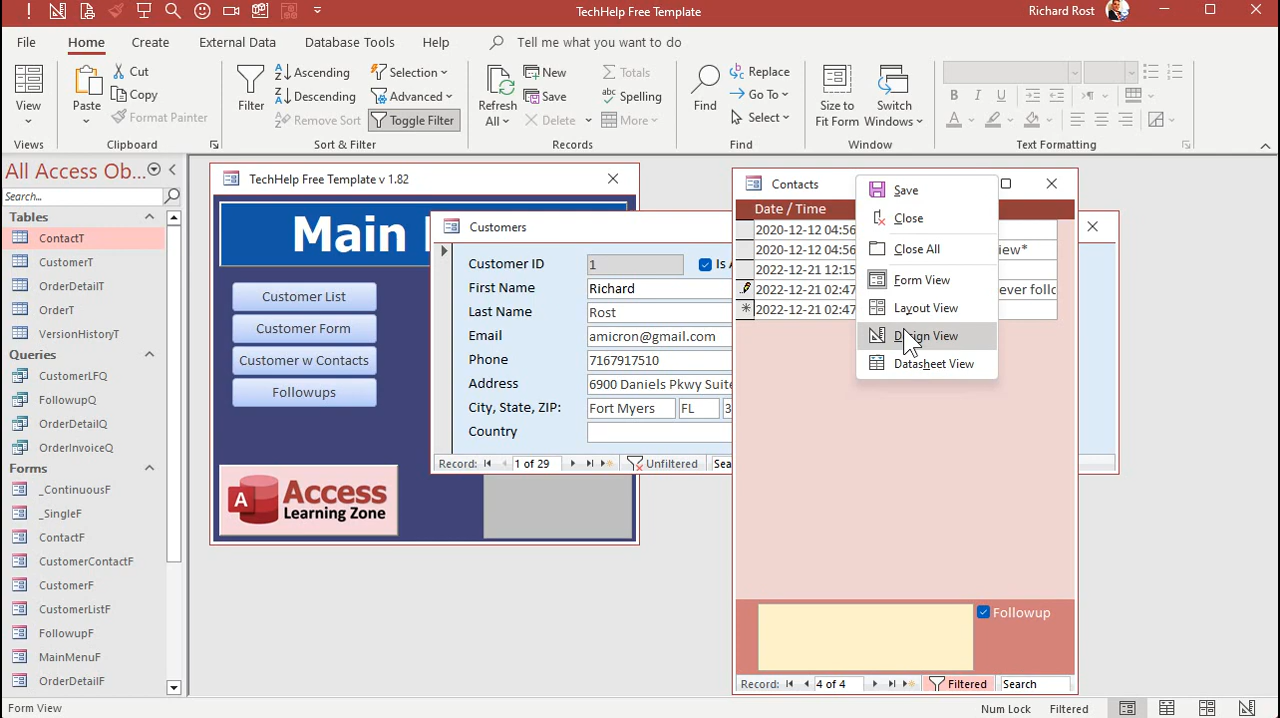 TechHelp Free Template
Richard Rost
File
Home
Create
External Data
Database Tools
Help
Tell me what you want to do
View
Views
Paste
Cut
Copy
Format Painter
Clipboard
Filter
Ascending
Descending
Remove Sort
Selection
Advanced
Toggle Filter
Sort & Filter
Refresh
All
New
Save
Delete
Totals
Spelling
More
Records
Find
Replace
Go To
Select
Find
Size to
Fit Form
Switch
Windows
Window
B I U
A
Text Formatting
All Access Ob...
Search...
Tables
ContactT
CustomerT
OrderDetailT
OrderT
VersionHistoryT
Queries
CustomerLFQ
FollowupQ
OrderDetailQ
OrderInvoiceQ
Forms
_ContinuousF
_SingleF
ContactF
CustomerContactF
CustomerF
CustomerListF
FollowupF
MainMenuF
OrderDetailF
TechHelp Free Template v 1.82
Main
Customer List
Customer Form
Customer w Contacts
Followups
A Access
Learning Zone
Customers
Customer ID 1
First Name Richard
Last Name Rost
Email amicron@gmail.com
Phone 7167917510
Address 6900 Daniels Pkwy Suite
City, State, ZIP: Fort Myers FL 3
Country
Record: 1 of 29 Unfiltered Sea
Contacts
Date / Time
2020-12-12 04:56
2020-12-12 04:56 iew*
2022-12-21 12:15
2022-12-21 02:47 ever follo
2022-12-21 02:47
Save
Close
Close All
Form View
Layout View
Design View
Datasheet View
Followup
Record: 4 of 4 Filtered Search
Form View
Num Lock Filtered